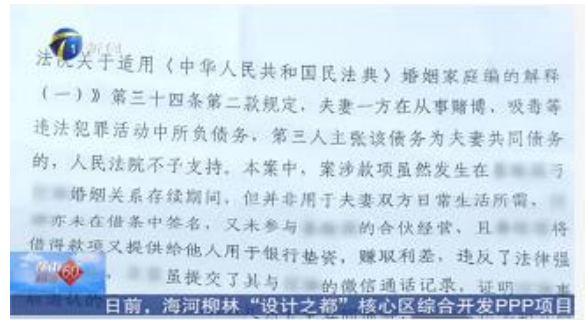 法院关于适用《中华人民共和国民法典》婚姻家庭编的解释
（一）》第三十四条第二款规定，夫妻一方在从事赌博、吸毒等
违法犯罪活动中所负债务，第三人主张该债务为夫妻共同债务
的，人民法院不予支持。本案中，案涉款项虽然发生在 与
婚姻关系存续期间，但并非用于夫妻双方日常生活所需，
亦未在借条中签名，又未参与 的合伙经营，且 将
借得款项又提供给他人用于银行垫资，赚取利差，违反了法律强
， 虽提交了其与 的微信通话记录，证明 事
60
日前，海河柳林“设计之都”核心区综合开发PPP项目